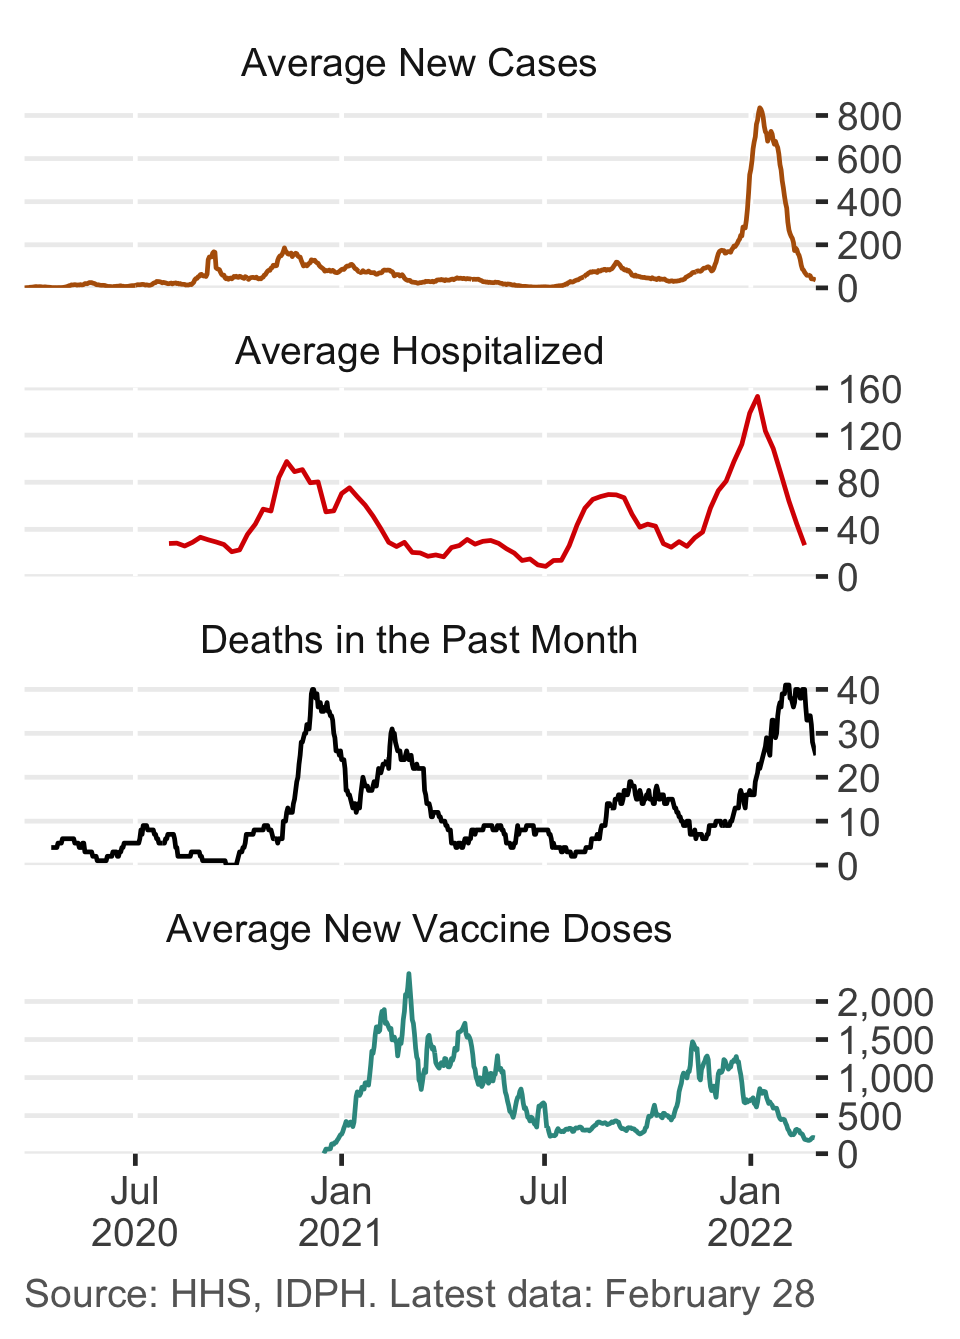 Average New Cases
800
600
400
200
0
Average Hospitalized
160
120
80
40
0
Deaths in the Past Month
40
30
20
10
0
Average New Vaccine Doses
2,000
1,500
1,000
500
0
Jul Jan Jul Jan
2020 2021 2022
Source: HHS, IDPH. Latest data: February 28